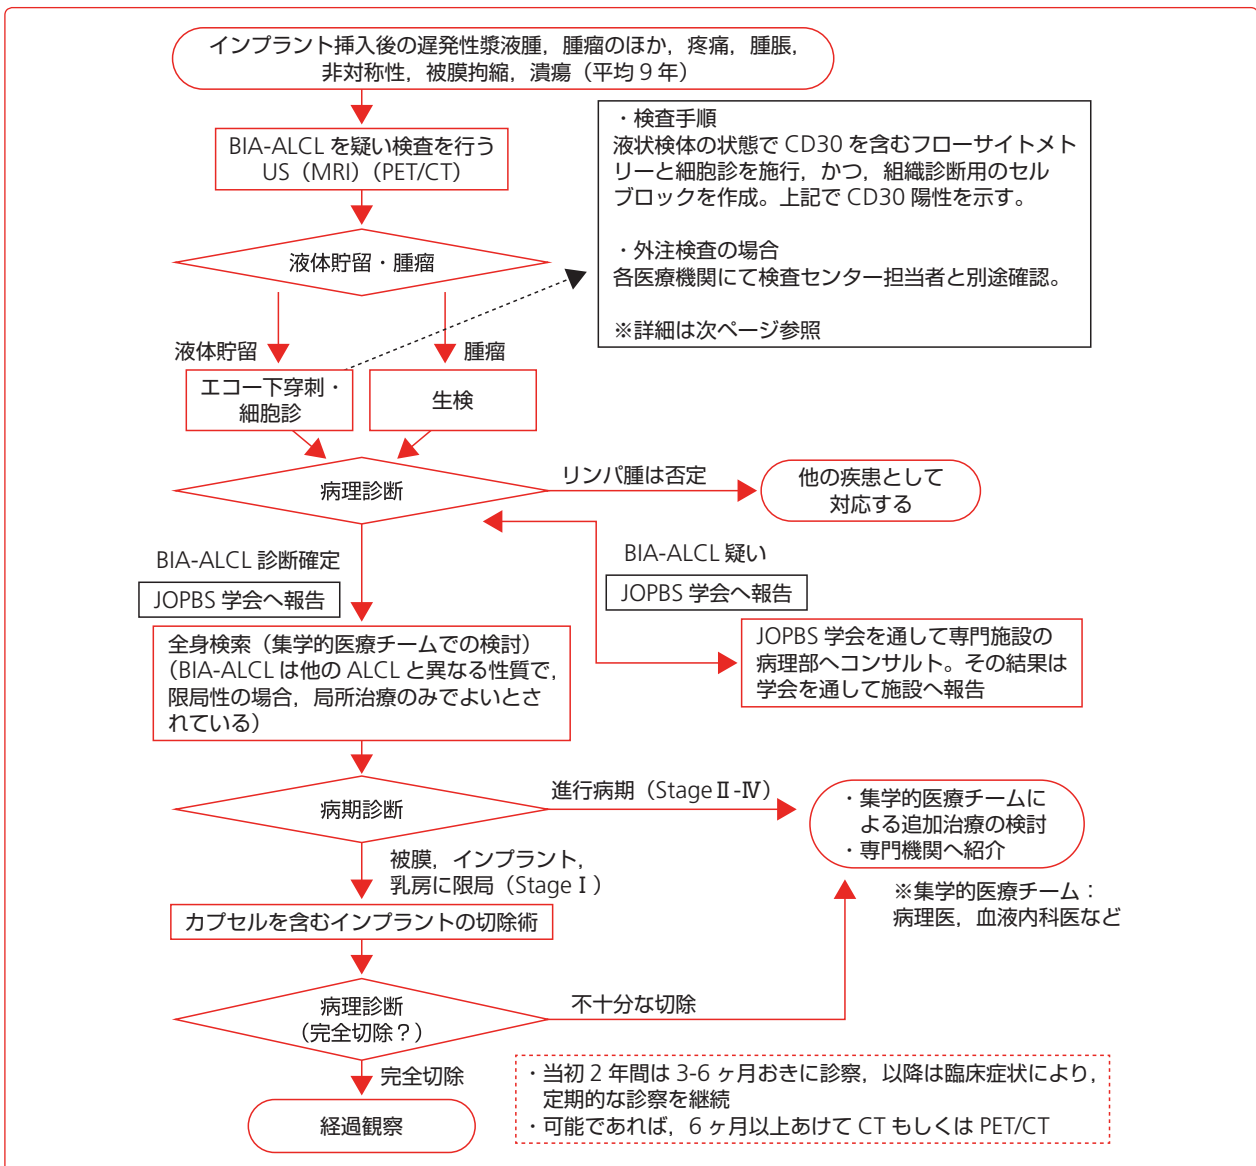 インプラント挿入後の遅発性漿液腫，腫瘤のほか，疼痛，腫脹，
非対称性，被膜拘縮，潰瘍（平均９年）
BIA-ALCL を疑い検査を行う
US（MRI）（PET/CT）
・検査手順
液状検体の状態で CD30 を含むフローサイトメト
リーと細胞診を施行，かつ，組織診断用のセル
ブロックを作成。上記で CD30 陽性を示す。
・外注検査の場合
各医療機関にて検査センター担当者と別途確認。
※詳細は次ページ参照
液体貯留・腫瘤
液体貯留
腫瘤
エコー下穿刺・
細胞診
生検
病理診断
リンパ腫は否定
他の疾患として
対応する
BIA-ALCL 診断確定
JOPBS 学会へ報告
BIA-ALCL 疑い
JOPBS 学会へ報告
全身検索（集学的医療チームでの検討）
（BIA-ALCL は他の ALCL と異なる性質で，
限局性の場合，局所治療のみでよいとさ
れている）
JOPBS 学会を通して専門施設の
病理部へコンサルト。その結果は
学会を通して施設へ報告
病期診断
進行病期（Stage Ⅱ-Ⅳ）
・集学的医療チームに
よる追加治療の検討
・専門機関へ紹介
被膜，インプラント，
乳房に限局（Stage Ⅰ）
※集学的医療チーム：
病理医，血液内科医など
カプセルを含むインプラントの切除術
病理診断
（完全切除？）
不十分な切除
完全切除
経過観察
・当初 2 年間は 3-6 ヶ月おきに診察，以降は臨床症状により，
定期的な診察を継続
・可能であれば，6 ヶ月以上あけて CT もしくは PET/CT